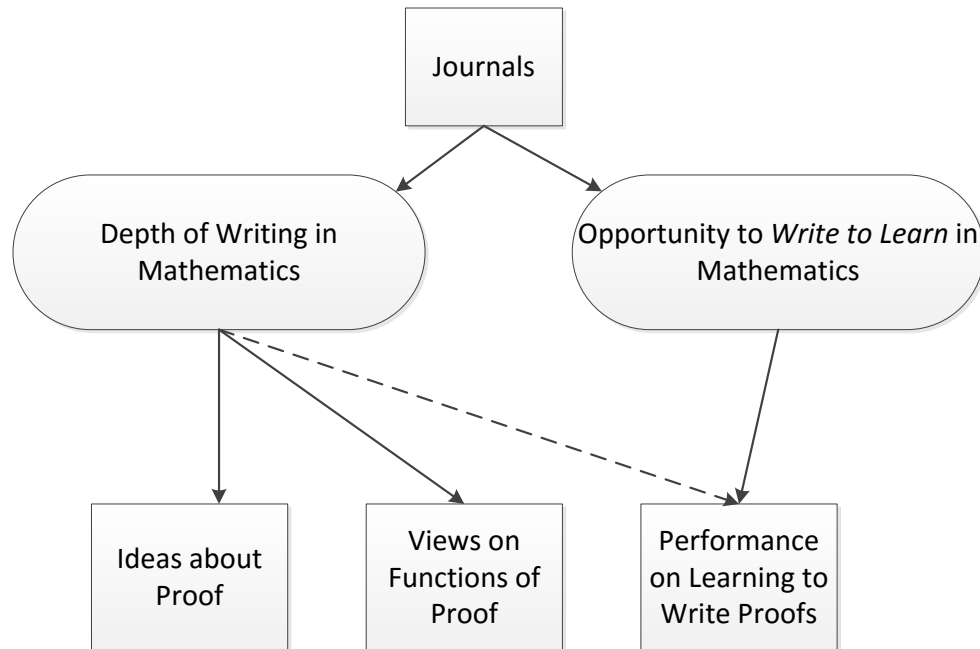 Journals
Depth of Writing in
Mathematics
Opportunity to Write to Learn in
Mathematics
Ideas about
Proof
Views on
Functions of
Proof
Performance
on Learning to
Write Proofs